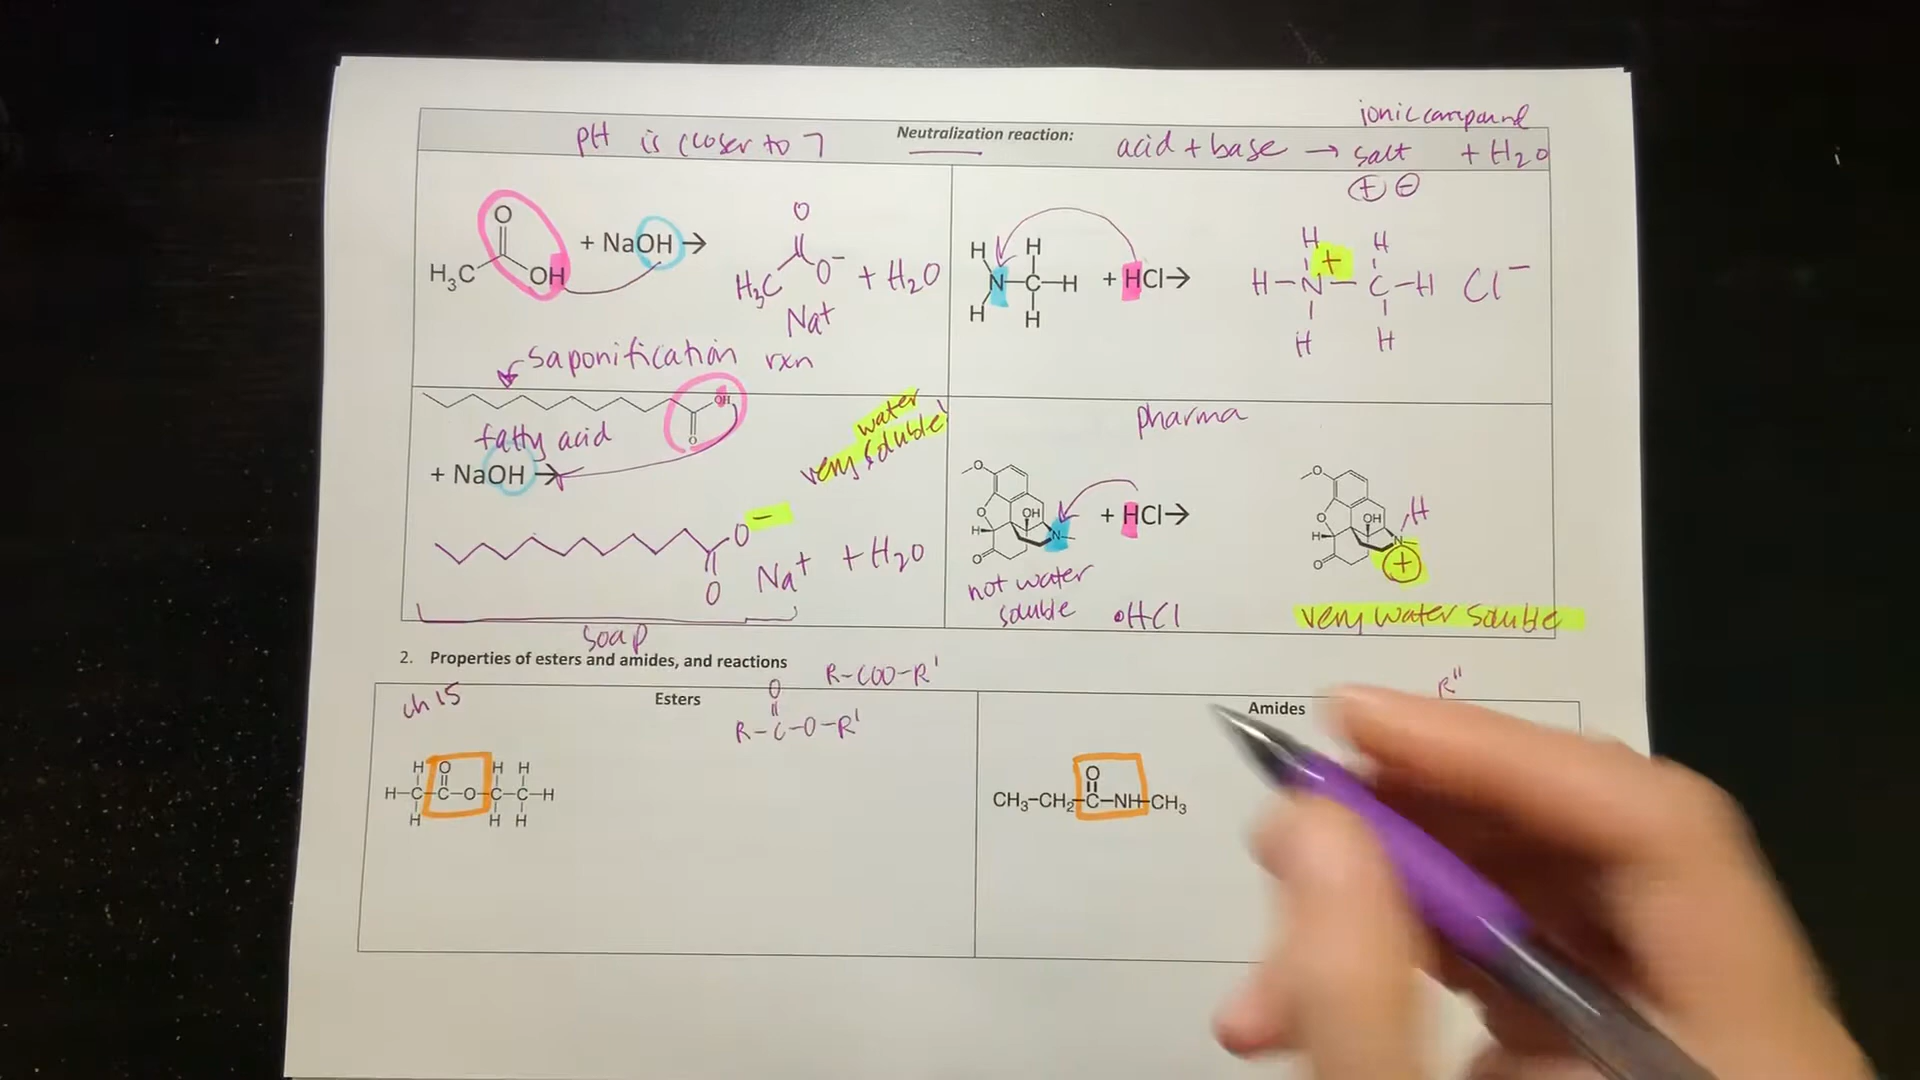 ionic compound
pH is closer to 7 Neutralization reaction: acid + base → salt + H2O
+ -
O
H3C OH + NaOH →
O
H3C O- + H2O
Na+
H H
N-C-H + HCl →
H H
H + H
H-N-C-H Cl-
H H
saponification rxn
OH
O
fatty acid
+ NaOH →
water
very soluble!
O-
O
Na+ + H2O
soap
pharma
O
O OH
H N
O
+ HCl →
not water
soluble
•HCl
O
O OH H
H N
O +
very water soluble
2. Properties of esters and amides, and reactions
R-COO-R'
ch 15
Esters
O
R-C-O-R'
H O H H
H-C-C-O-C-C-H
H H H
R"
Amides
O
CH3-CH2-C-NH-CH3